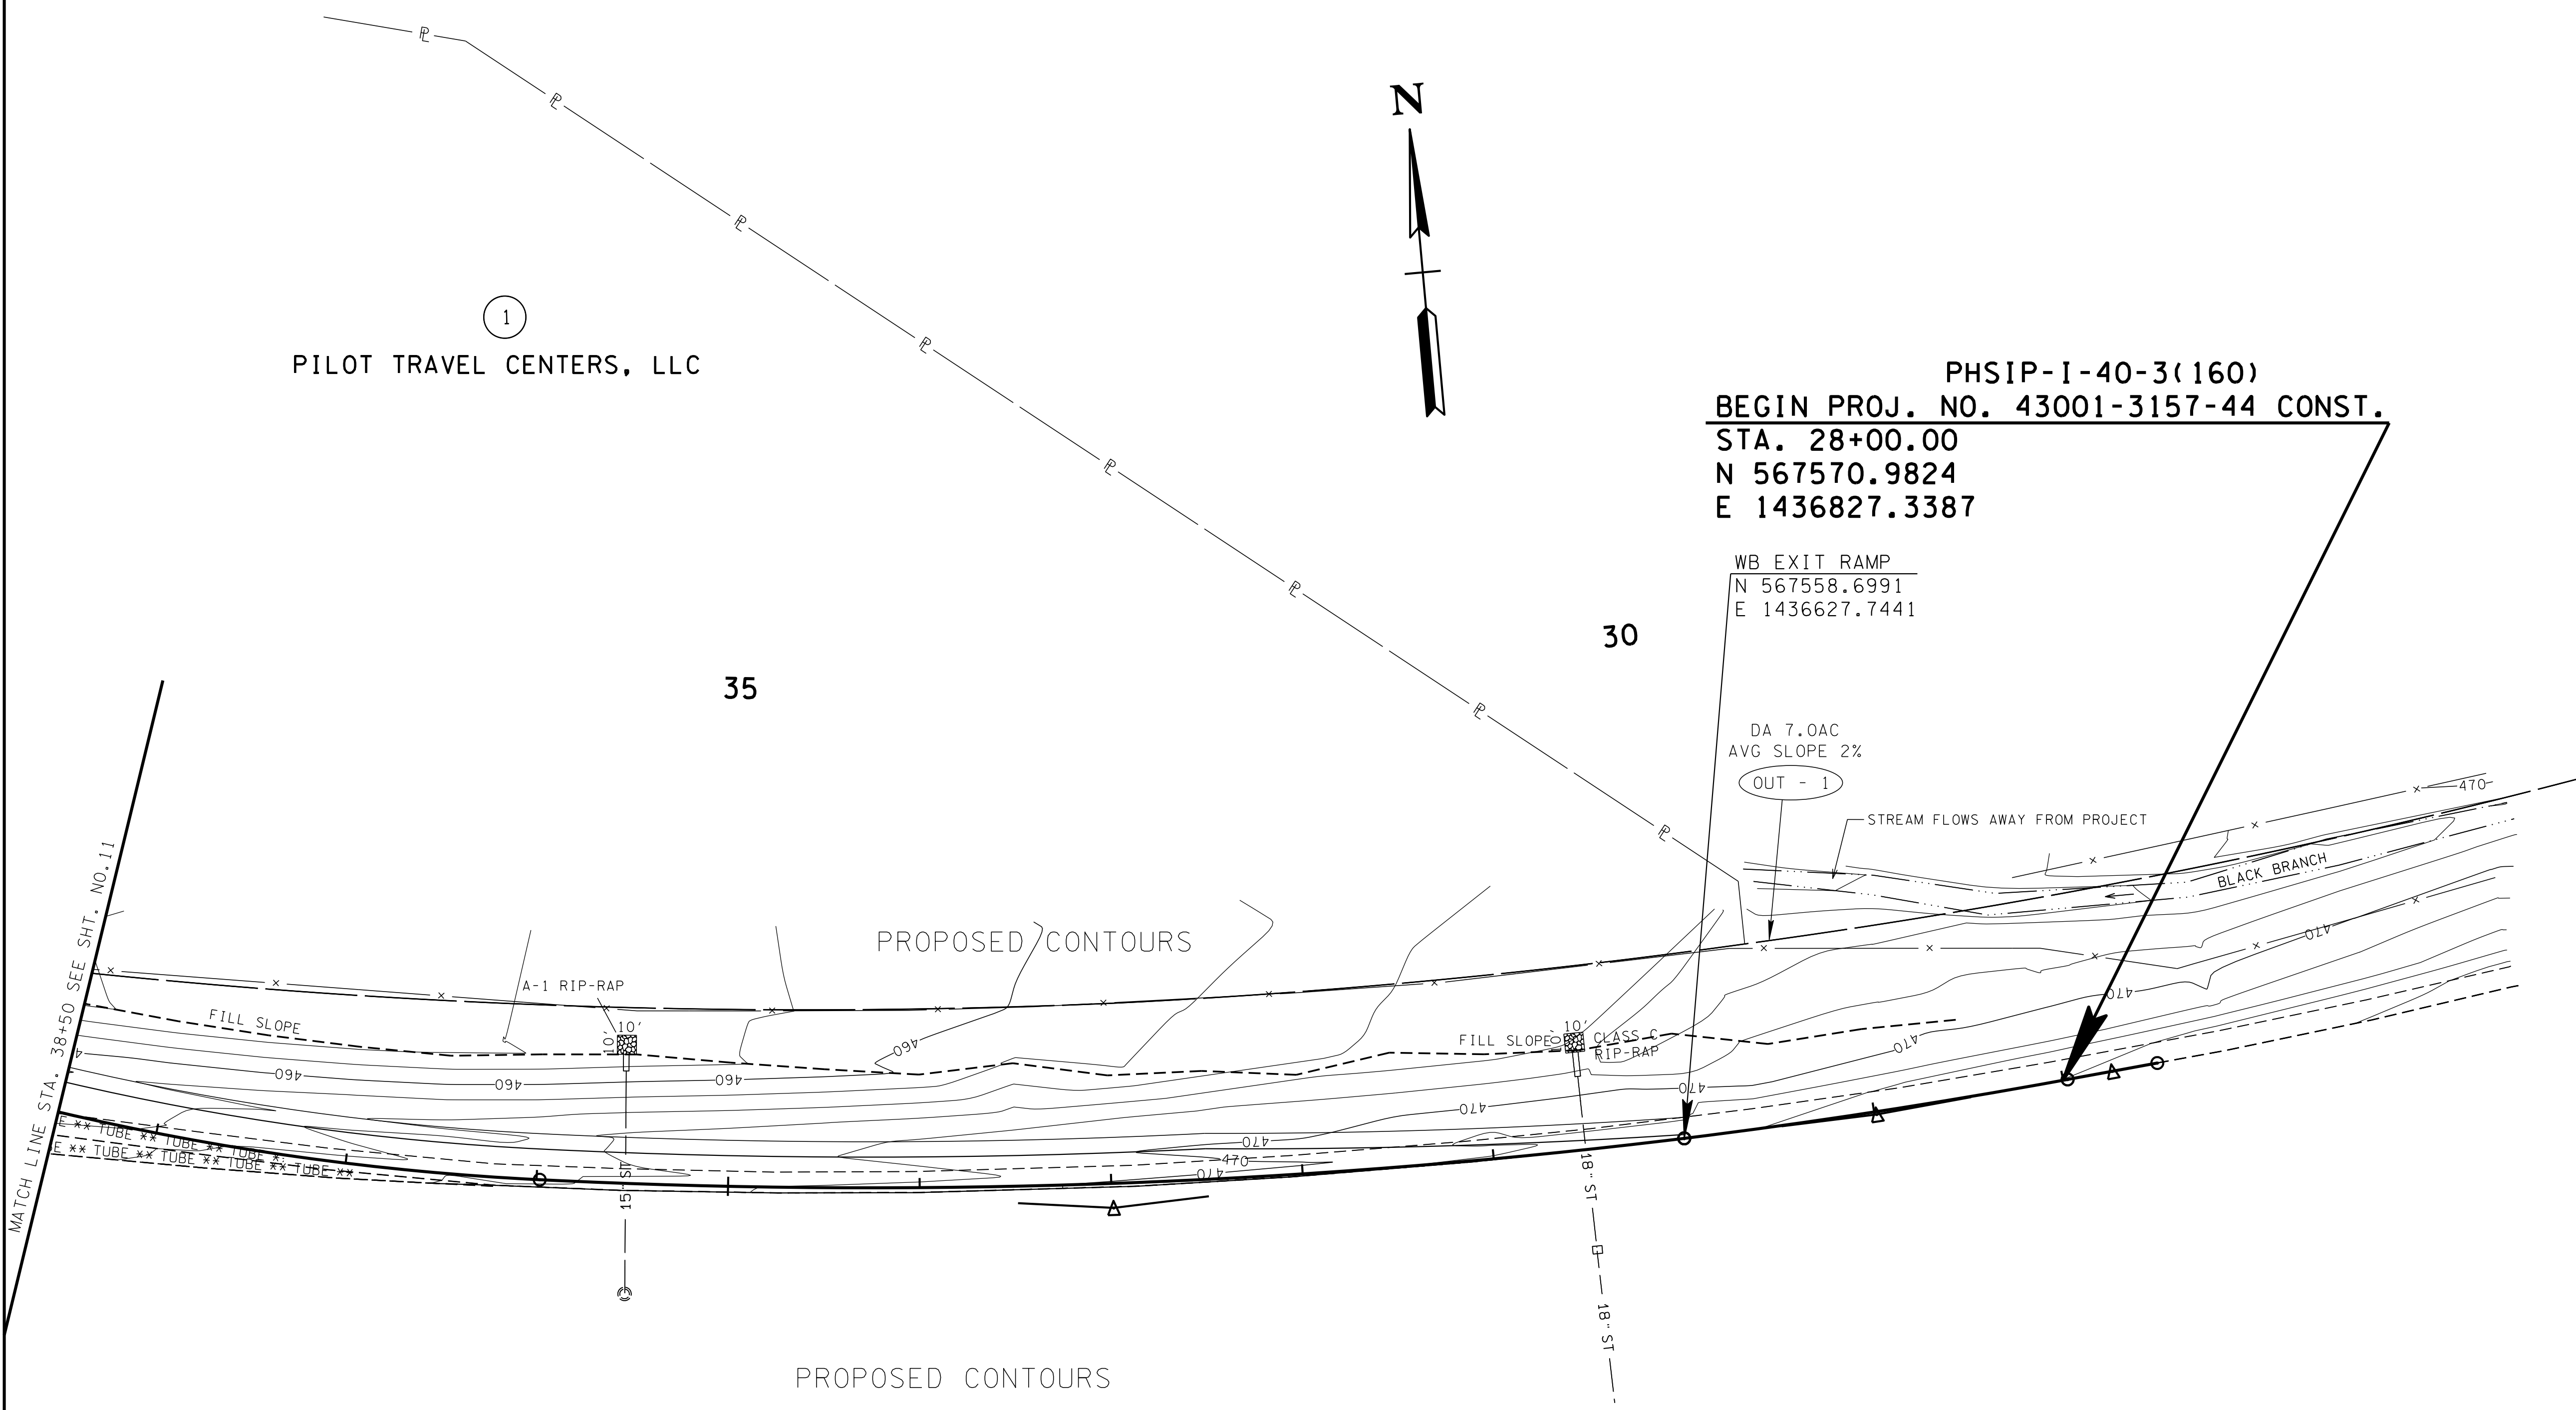 N
1
PILOT TRAVEL CENTERS, LLC
PHSIP-I-40-3(160)
BEGIN PROJ. NO. 43001-3157-44 CONST.
STA. 28+00.00
N 567570.9824
E 1436827.3387
WB EXIT RAMP
N 567558.6991
E 1436627.7441
30
35
DA 7.0AC
AVG SLOPE 2%
OUT - 1
STREAM FLOWS AWAY FROM PROJECT
470
BLACK BRANCH
470
470
470
470
470
470
470
470
MATCH LINE STA. 38+50 SEE SHT. NO.11
PROPOSED CONTOURS
A-1 RIP-RAP
10'
10'
FILL SLOPE
460
460
460
460
FILL SLOPE
10'
CLASS C
RIP-RAP
E ** TUBE ** TUBE ** TUBE *
E ** TUBE ** TUBE ** TUBE ** TUBE **
15" ST
18" ST
18" ST
PROPOSED CONTOURS